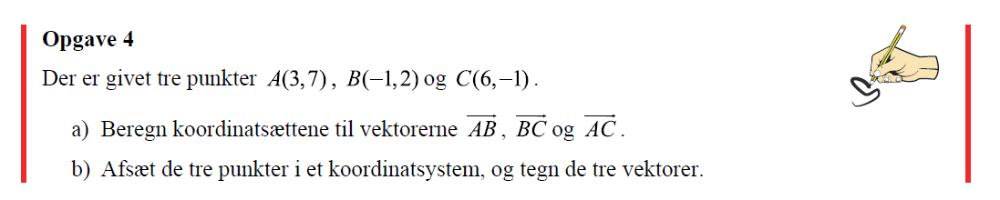 Opgave 4
Der er givet tre punkter A(3,7), B(−1,2) og C(6,−1).
a) Beregn koordinatsættene til vektorerne \overrightarrow{AB}, \overrightarrow{BC} og \overrightarrow{AC}.
b) Afsæt de tre punkter i et koordinatsystem, og tegn de tre vektorer.